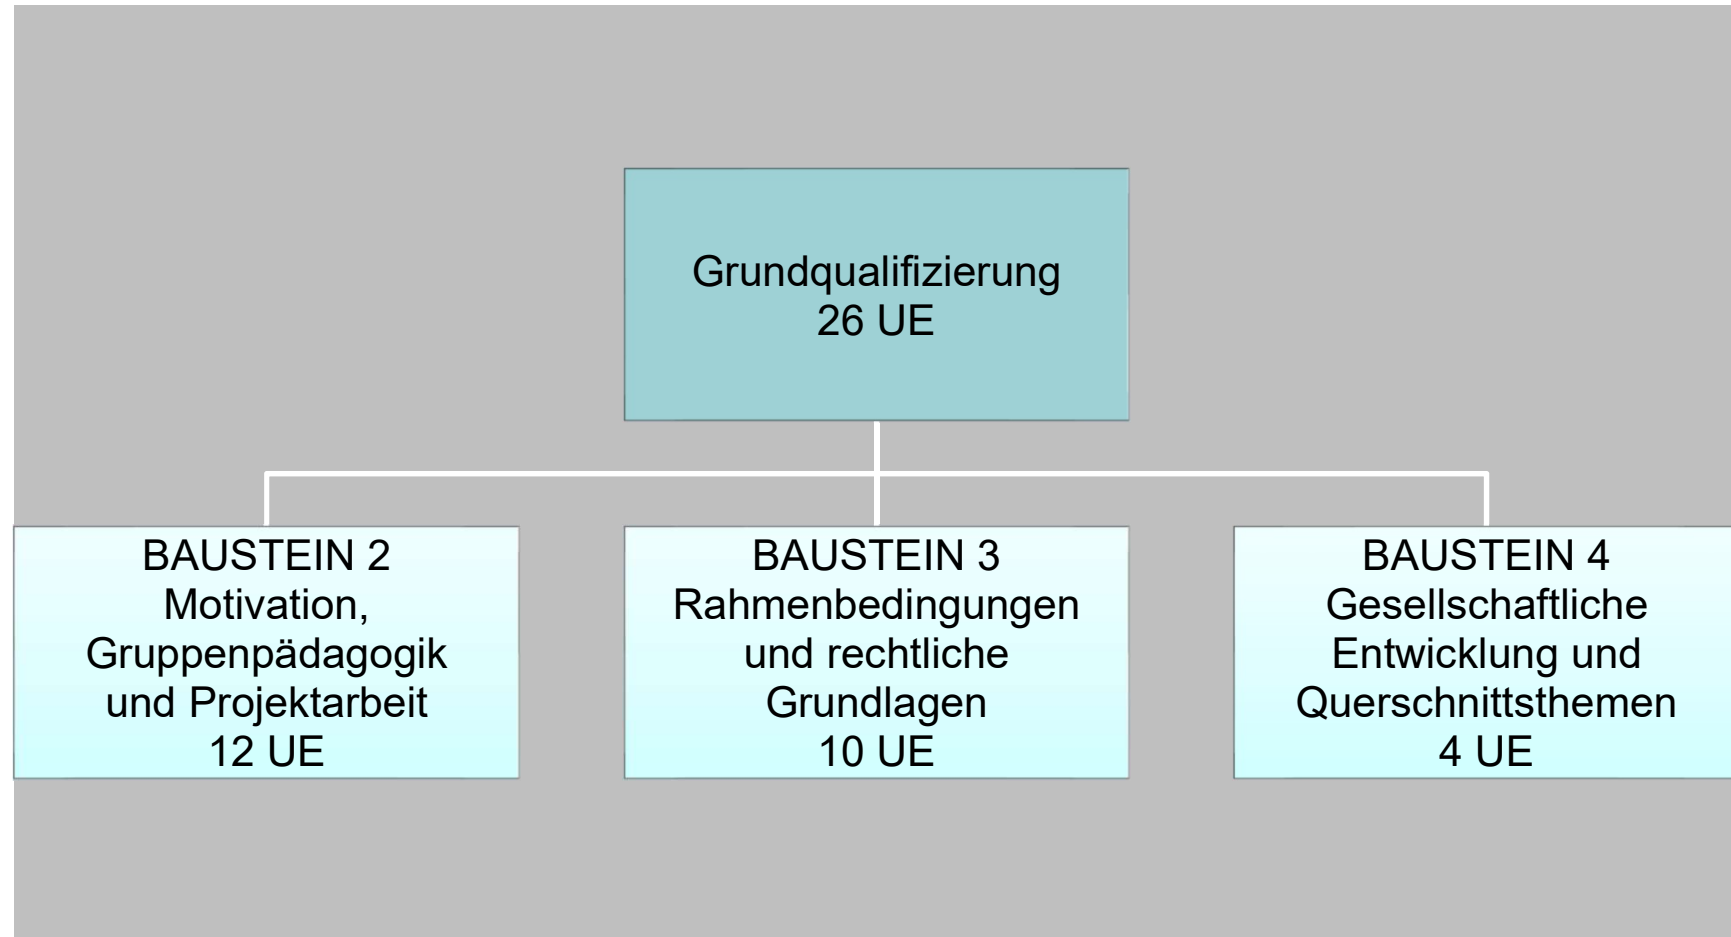 Grundqualifizierung
26 UE
BAUSTEIN 2
Motivation,
Gruppenpädagogik
und Projektarbeit
12 UE
BAUSTEIN 3
Rahmenbedingungen
und rechtliche
Grundlagen
10 UE
BAUSTEIN 4
Gesellschaftliche
Entwicklung und
Querschnittsthemen
4 UE